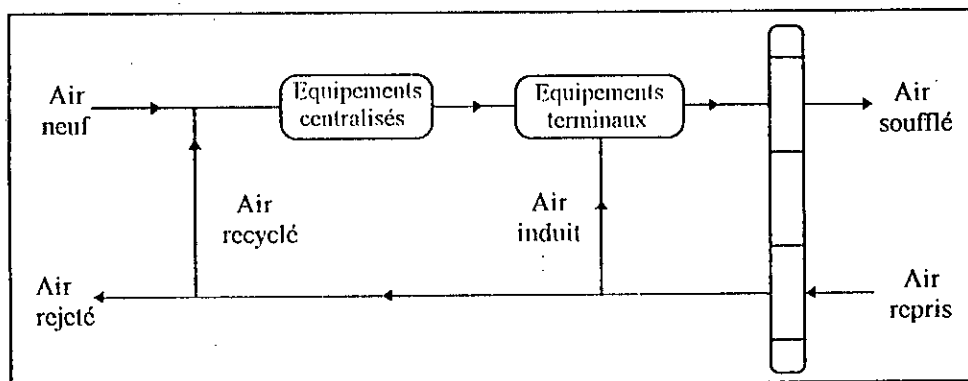 Air
neuf
Equipements
centralisés
Equipements
terminaux
Air
soufflé
Air
recyclé
Air
induit
Air
rejeté
Air
repris